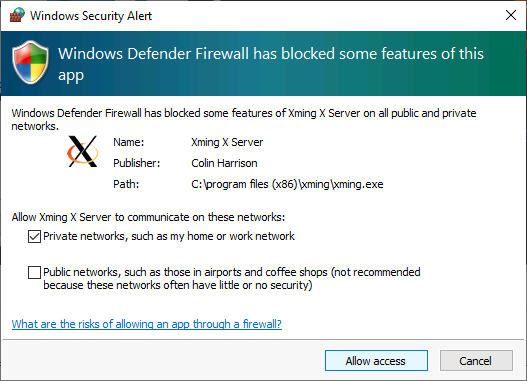 Windows Security Alert
Windows Defender Firewall has blocked some features of this
app
Windows Defender Firewall has blocked some features of Xming X Server on all public and private
networks.
Name: Xming X Server
Publisher: Colin Harrison
Path: C:\program files (x86)\xming\xming.exe
Allow Xming X Server to communicate on these networks:
Private networks, such as my home or work network
Public networks, such as those in airports and coffee shops (not recommended
because these networks often have little or no security)
What are the risks of allowing an app through a firewall?
Allow access Cancel